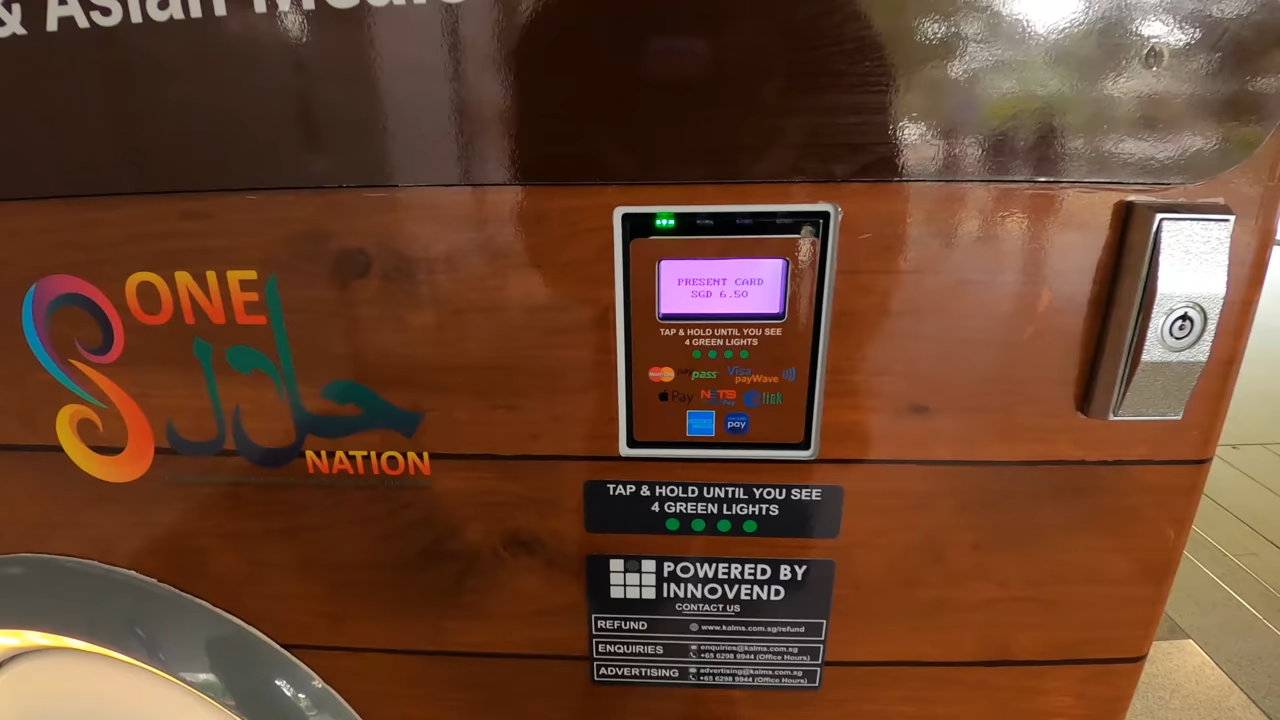 & Asian Meals
ONE
حلال
NATION
PRESENT CARD
SGD 6.50
TAP & HOLD UNTIL YOU SEE
4 GREEN LIGHTS
pass
Visa
payWave
Pay
NETS
link
pay
TAP & HOLD UNTIL YOU SEE
4 GREEN LIGHTS
POWERED BY
INNOVEND
CONTACT US
REFUND
www.kalms.com.sg/refund
ENQUIRIES
enquiries@kalms.com.sg
+65 6298 9944 (Office Hours)
ADVERTISING
advertising@kalms.com.sg
+65 6298 9944 (Office Hours)